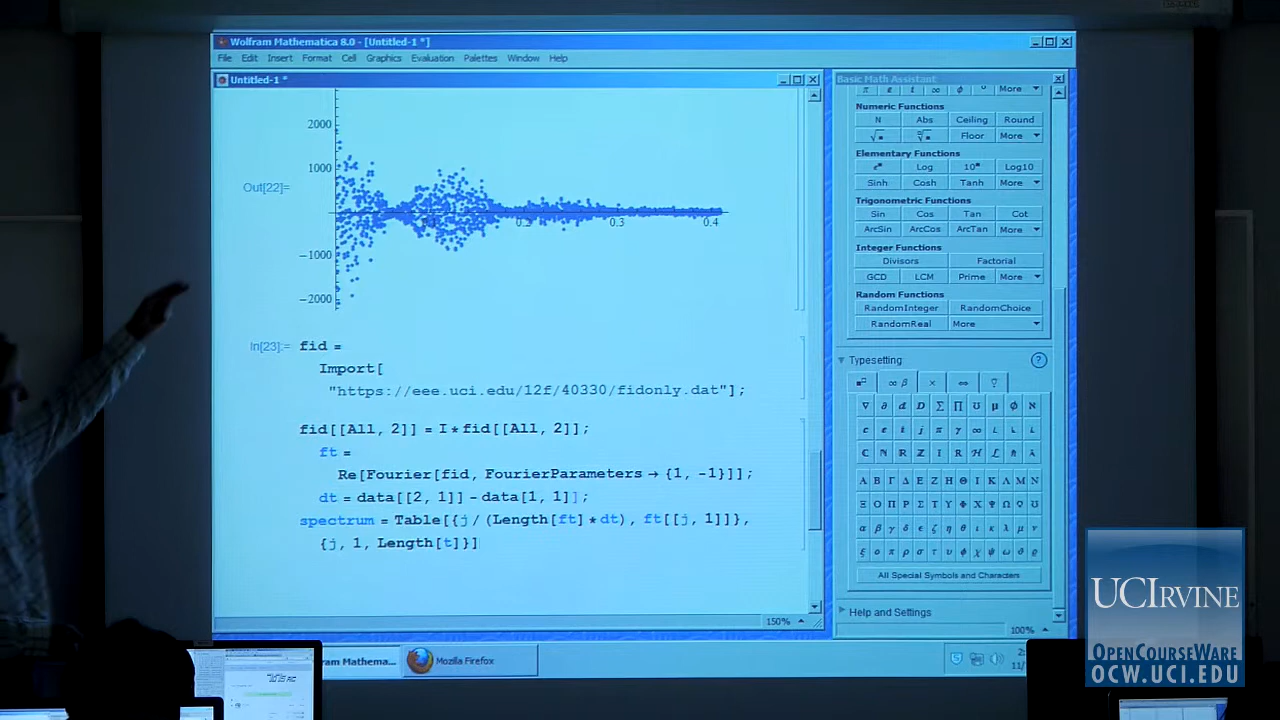 Wolfram Mathematica 8.0 - [Untitled-1 *]
File Edit Insert Format Cell Graphics Evaluation Palettes Window Help
Untitled-1 *
2000
1000
Out[22]=
0.2 0.3 0.4
-1000
-2000
In[23]:= fid =
Import[
"https://eee.uci.edu/12f/40330/fidonly.dat"];
fid[[All, 2]] = I*fid[[All, 2]];
ft =
Re[Fourier[fid, FourierParameters → {1, -1}]];
dt = data[[2, 1]] - data[1, 1]];
spectrum = Table[{j/(Length[ft]*dt), ft[[j, 1]]},
{j, 1, Length[t]}]
150%
Basic Math Assistant
π e i ∞ More
Numeric Functions
N Abs Ceiling Round
Floor More
Elementary Functions
Log Log10
Sinh Cosh Tanh More
Trigonometric Functions
Sin Cos Tan Cot
ArcSin ArcCos ArcTan More
Integer Functions
Divisors Factorial
GCD LCM Prime More
Random Functions
RandomInteger RandomChoice
RandomReal More
Typesetting
?
All Special Symbols and Characters
Help and Settings
100%
Mathema... Mozilla Firefox
UCIRVINE
OPENCOURSEWARE
OCW.UCI.EDU